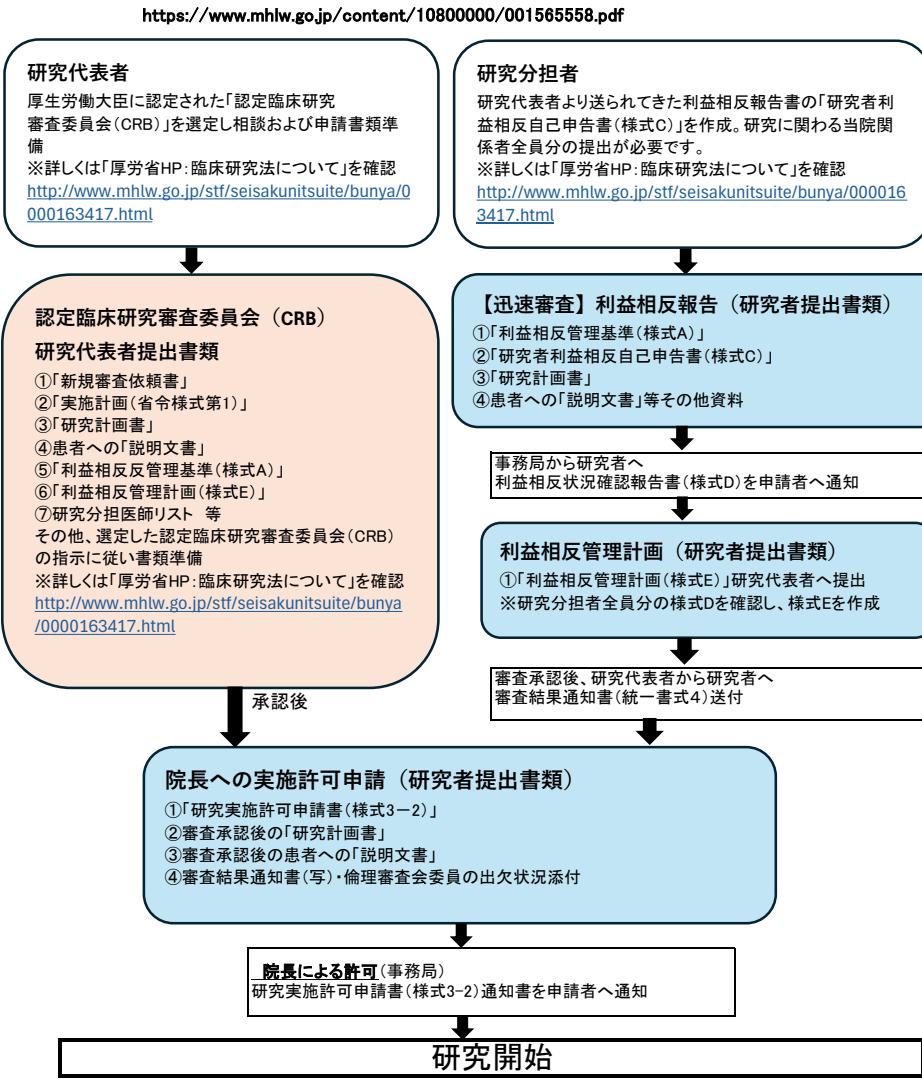 https://www.mhlw.go.jp/content/10800000/001565558.pdf
研究代表者
厚生労働大臣に認定された「認定臨床研究
審査委員会(CRB)」を選定し相談および申請書類準
備
※詳しくは「厚労省HP:臨床研究法について」を確認
http://www.mhlw.go.jp/stf/seisakunitsuite/bunya/0
000163417.html
研究分担者
研究代表者より送られてきた利益相反報告書の「研究者利
益相反自己申告書(様式C)」を作成。研究に関わる当院関
係者全員分の提出が必要です。
※詳しくは「厚労省HP:臨床研究法について」を確認
http://www.mhlw.go.jp/stf/seisakunitsuite/bunya/000016
3417.html
認定臨床研究審査委員会(CRB)
研究代表者提出書類
①「新規審査依頼書」
②「実施計画(省令様式第1)」
③「研究計画書」
④患者への「説明文書」
⑤「利益相反反管理基準(様式A)」
⑥「利益相反管理計画(様式E)」
⑦研究分担医師リスト 等
その他、選定した認定臨床研究審査委員会(CRB)
の指示に従い書類準備
※詳しくは「厚労省HP:臨床研究法について」を確認
http://www.mhlw.go.jp/stf/seisakunitsuite/bunya
/0000163417.html
【迅速審査】利益相反報告(研究者提出書類)
①「利益相反管理基準(様式A)」
②「研究者利益相反自己申告書(様式C)」
③「研究計画書」
④患者への「説明文書」等その他資料
事務局から研究者へ
利益相反状況確認報告書(様式D)を申請者へ通知
利益相反管理計画(研究者提出書類)
①「利益相反管理計画(様式E)」研究代表者へ提出
※研究分担者全員分の様式Dを確認し、様式Eを作成
審査承認後、研究代表者から研究者へ
審査結果通知書(統一書式4)送付
承認後
院長への実施許可申請(研究者提出書類)
①「研究実施許可申請書(様式3-2)」
②審査承認後の「研究計画書」
③審査承認後の患者への「説明文書」
④審査結果通知書(写)・倫理審査会委員の出欠状況添付
院長による許可(事務局)
研究実施許可申請書(様式3-2)通知書を申請者へ通知
研究開始